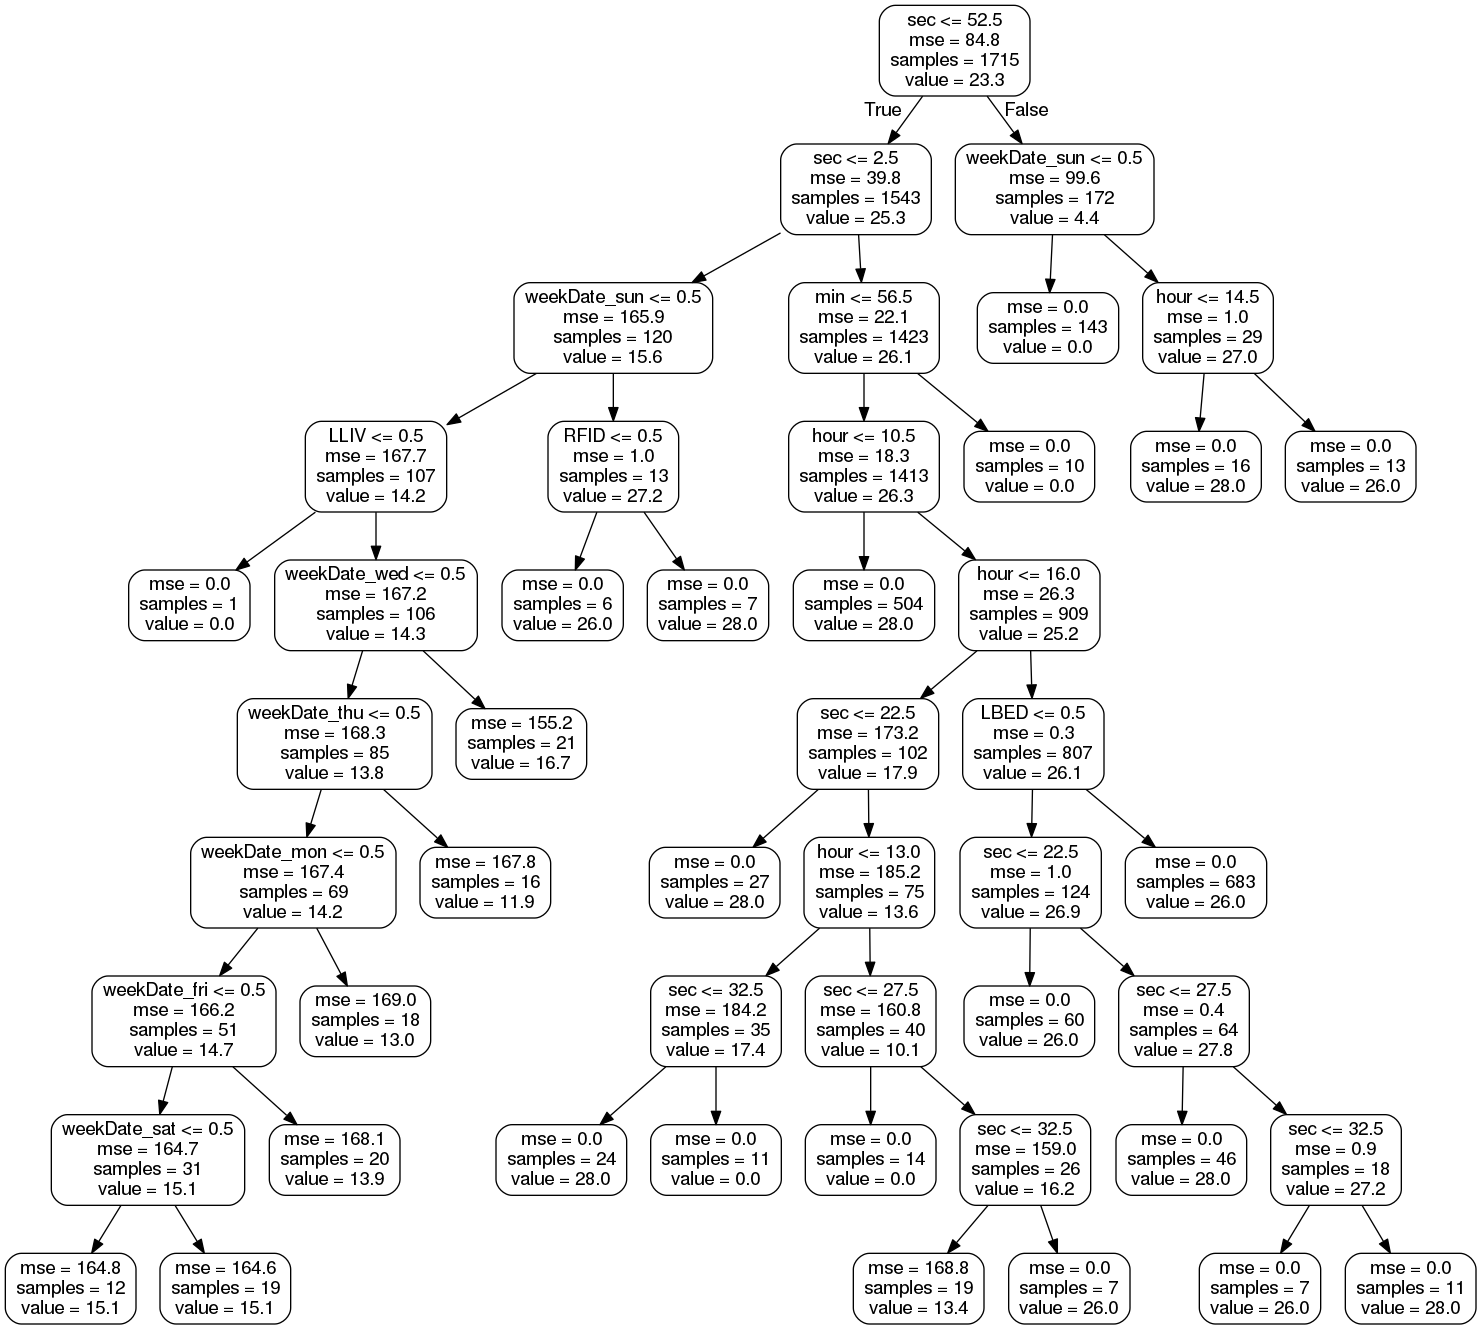 sec <= 52.5
mse = 84.8
samples = 1715
value = 23.3
True
False
sec <= 2.5
mse = 39.8
samples = 1543
value = 25.3
weekDate_sun <= 0.5
mse = 99.6
samples = 172
value = 4.4
weekDate_sun <= 0.5
mse = 165.9
samples = 120
value = 15.6
min <= 56.5
mse = 22.1
samples = 1423
value = 26.1
mse = 0.0
samples = 143
value = 0.0
hour <= 14.5
mse = 1.0
samples = 29
value = 27.0
LLIV <= 0.5
mse = 167.7
samples = 107
value = 14.2
RFID <= 0.5
mse = 1.0
samples = 13
value = 27.2
hour <= 10.5
mse = 18.3
samples = 1413
value = 26.3
mse = 0.0
samples = 10
value = 0.0
mse = 0.0
samples = 16
value = 28.0
mse = 0.0
samples = 13
value = 26.0
mse = 0.0
samples = 1
value = 0.0
weekDate_wed <= 0.5
mse = 167.2
samples = 106
value = 14.3
mse = 0.0
samples = 6
value = 26.0
mse = 0.0
samples = 7
value = 28.0
mse = 0.0
samples = 504
value = 28.0
hour <= 16.0
mse = 26.3
samples = 909
value = 25.2
weekDate_thu <= 0.5
mse = 168.3
samples = 85
value = 13.8
mse = 155.2
samples = 21
value = 16.7
sec <= 22.5
mse = 173.2
samples = 102
value = 17.9
LBED <= 0.5
mse = 0.3
samples = 807
value = 26.1
weekDate_mon <= 0.5
mse = 167.4
samples = 69
value = 14.2
mse = 167.8
samples = 16
value = 11.9
mse = 0.0
samples = 27
value = 28.0
hour <= 13.0
mse = 185.2
samples = 75
value = 13.6
sec <= 22.5
mse = 1.0
samples = 124
value = 26.9
mse = 0.0
samples = 683
value = 26.0
weekDate_fri <= 0.5
mse = 166.2
samples = 51
value = 14.7
mse = 169.0
samples = 18
value = 13.0
sec <= 32.5
mse = 184.2
samples = 35
value = 17.4
sec <= 27.5
mse = 160.8
samples = 40
value = 10.1
mse = 0.0
samples = 60
value = 26.0
sec <= 27.5
mse = 0.4
samples = 64
value = 27.8
weekDate_sat <= 0.5
mse = 164.7
samples = 31
value = 15.1
mse = 168.1
samples = 20
value = 13.9
mse = 0.0
samples = 24
value = 28.0
mse = 0.0
samples = 11
value = 0.0
mse = 0.0
samples = 14
value = 0.0
sec <= 32.5
mse = 159.0
samples = 26
value = 16.2
mse = 0.0
samples = 46
value = 28.0
sec <= 32.5
mse = 0.9
samples = 18
value = 27.2
mse = 164.8
samples = 12
value = 15.1
mse = 164.6
samples = 19
value = 15.1
mse = 168.8
samples = 19
value = 13.4
mse = 0.0
samples = 7
value = 26.0
mse = 0.0
samples = 7
value = 26.0
mse = 0.0
samples = 11
value = 28.0